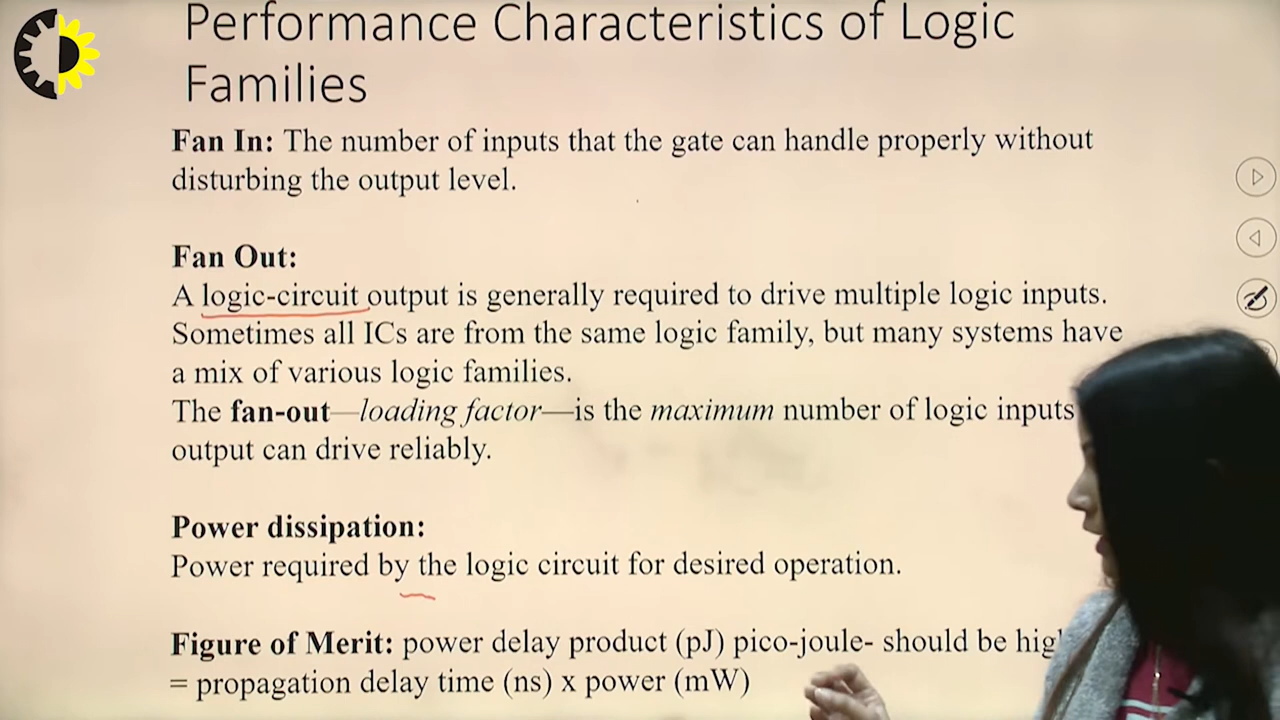 Performance Characteristics of Logic
Families
Fan In: The number of inputs that the gate can handle properly without
disturbing the output level.
Fan Out:
A logic-circuit output is generally required to drive multiple logic inputs.
Sometimes all ICs are from the same logic family, but many systems have
a mix of various logic families.
The fan-out—loading factor—is the maximum number of logic inputs
output can drive reliably.
Power dissipation:
Power required by the logic circuit for desired operation.
Figure of Merit: power delay product (pJ) pico-joule- should be
= propagation delay time (ns) x power (mW)